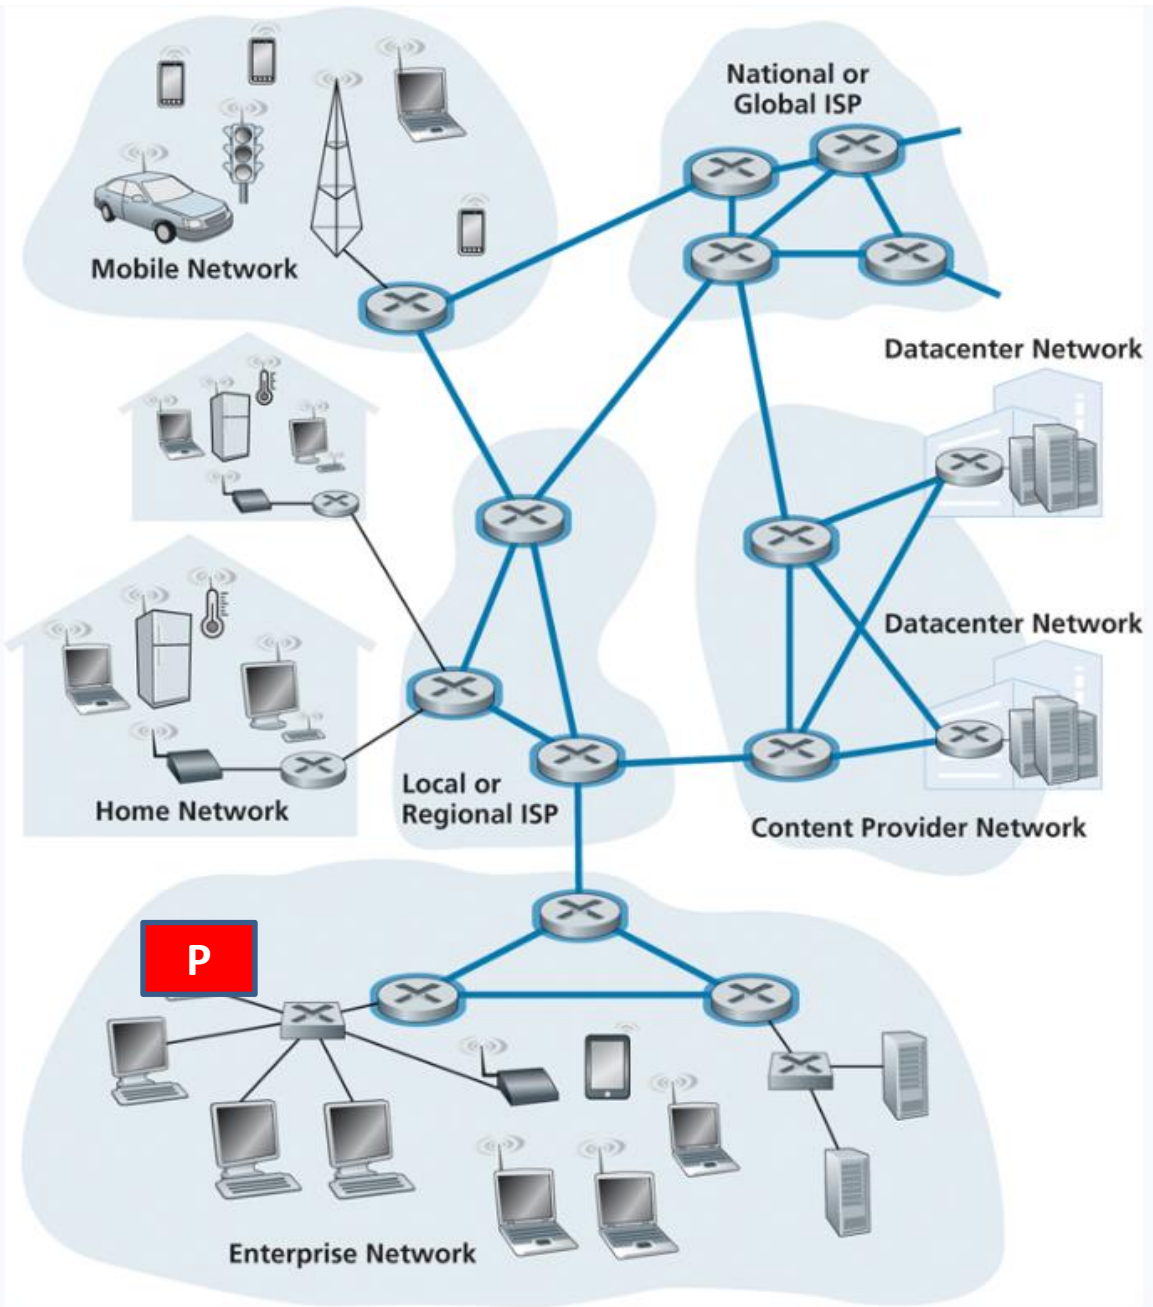 National or
Global ISP
Mobile Network
Datacenter Network
Datacenter Network
Home Network
Local or
Regional ISP
Content Provider Network
P
Enterprise Network